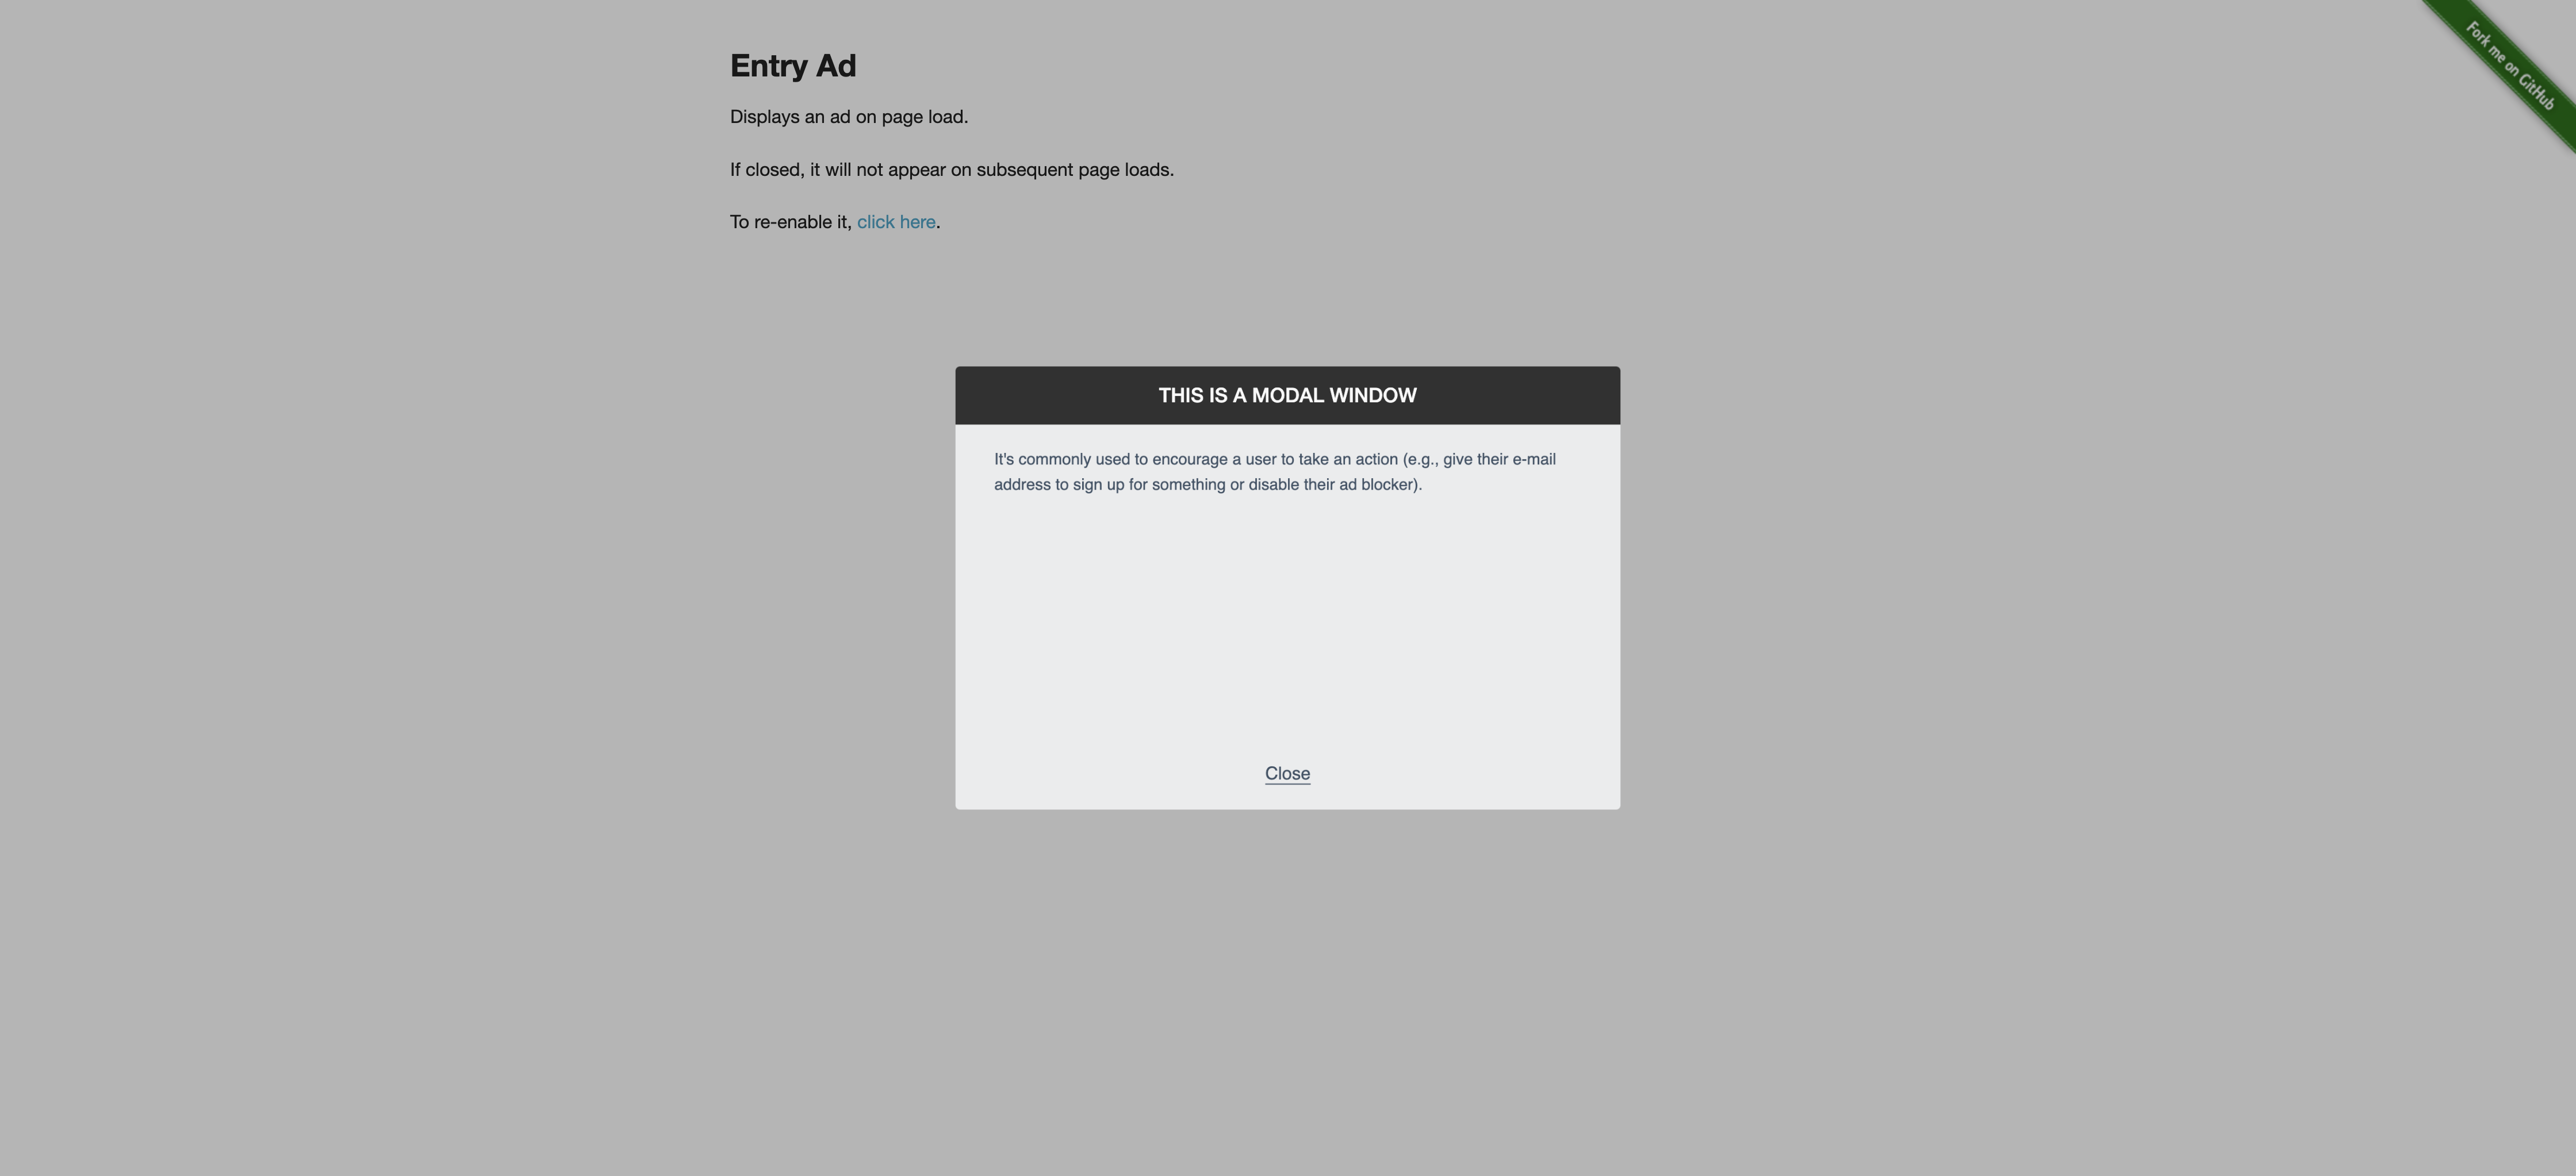 Fork me on GitHub
Entry Ad
Displays an ad on page load.
If closed, it will not appear on subsequent page loads.
To re-enable it, click here.
THIS IS A MODAL WINDOW
It's commonly used to encourage a user to take an action (e.g., give their e-mail
address to sign up for something or disable their ad blocker).
Close